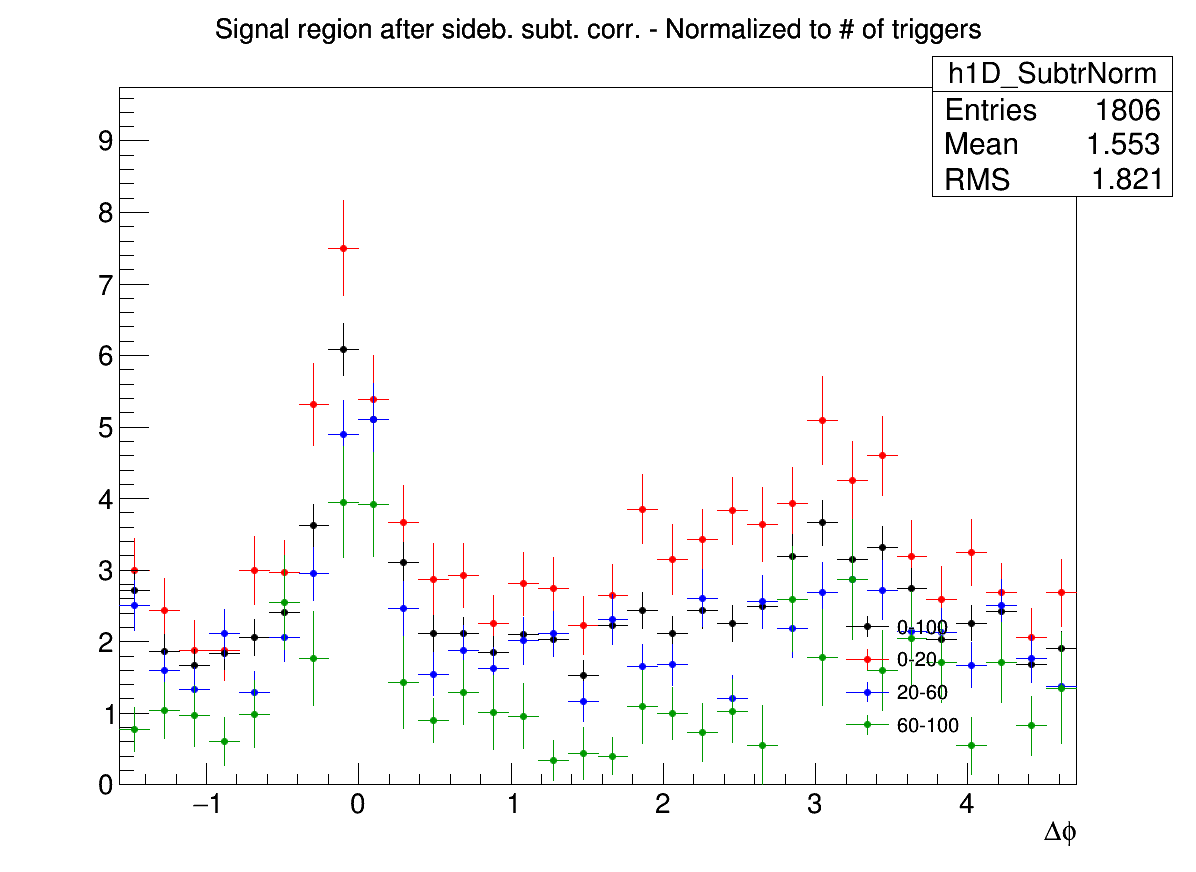 Signal region after sideb. subt. corr. - Normalized to # of triggers
h1D_SubtrNorm
Entries 1806
Mean 1.553
RMS 1.821
9
8
7
6
5
4
3
2
1
0
0-100
0-20
20-60
60-100
−1 0 1 2 3 4
Δϕ